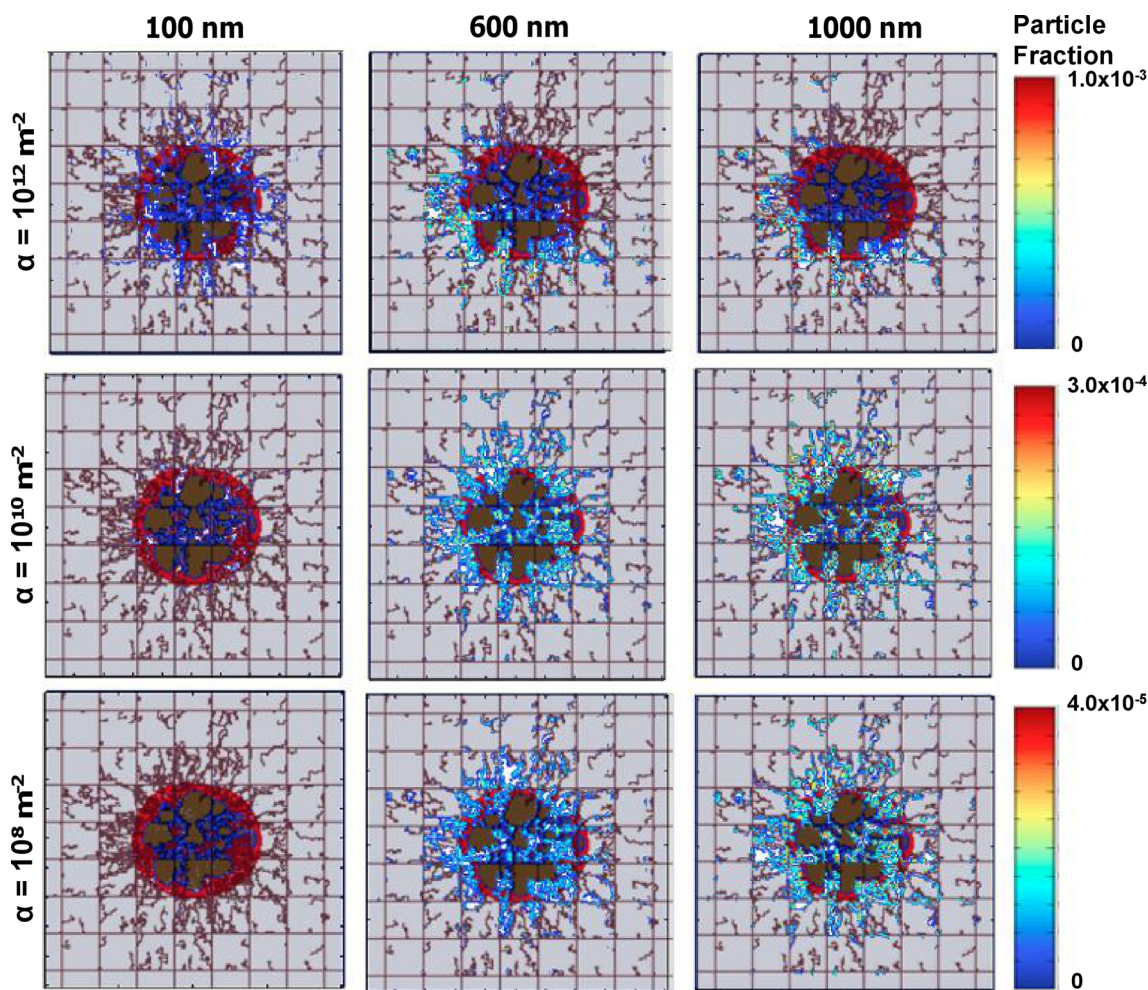 100 nm 600 nm 1000 nm Particle
Fraction
1.0x10⁻³
α = 10¹² m⁻²
0
3.0x10⁻⁴
α = 10¹⁰ m⁻²
0
4.0x10⁻⁵
α = 10⁸ m⁻²
0